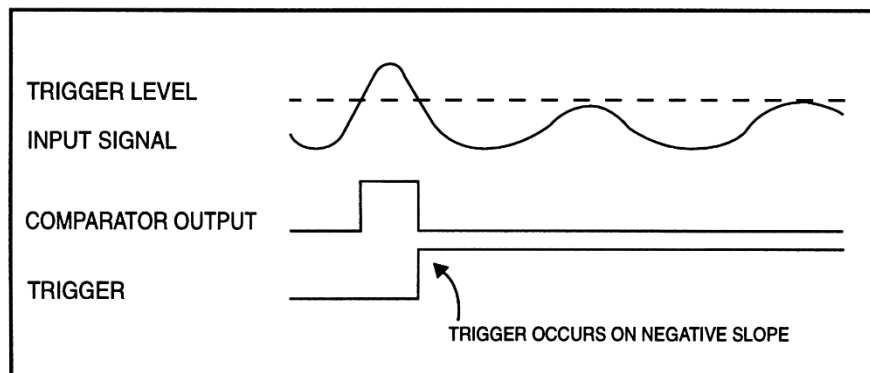 TRIGGER LEVEL
INPUT SIGNAL
COMPARATOR OUTPUT
TRIGGER
TRIGGER OCCURS ON NEGATIVE SLOPE